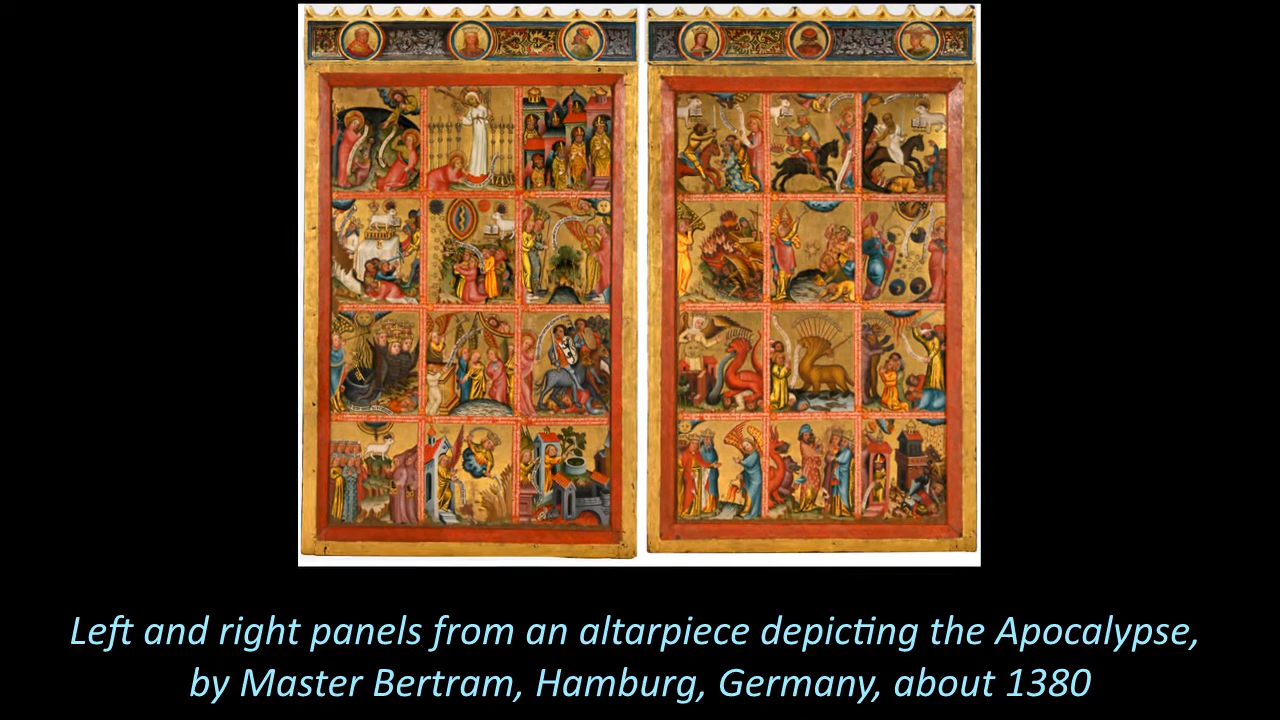 Left and right panels from an altarpiece depicting the Apocalypse,
by Master Bertram, Hamburg, Germany, about 1380